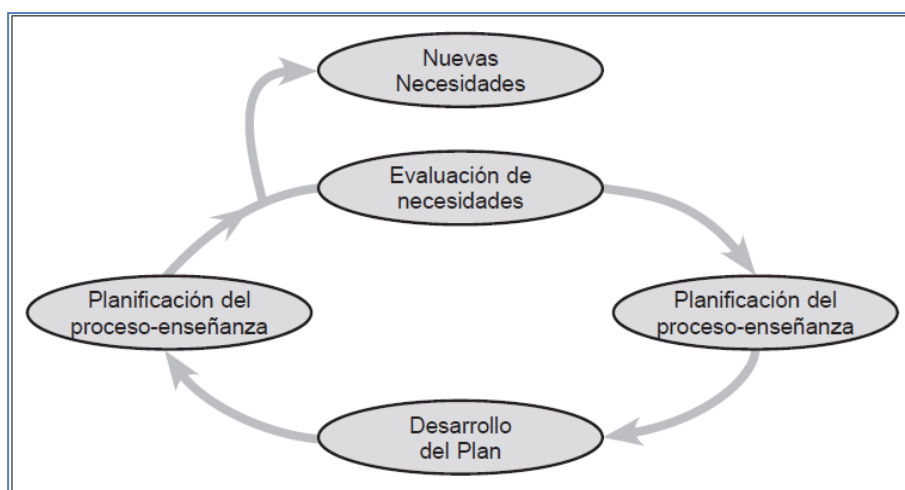 Nuevas
Necesidades
Evaluación de
necesidades
Planificación del
proceso-enseñanza
Planificación del
proceso-enseñanza
Desarrollo
del Plan